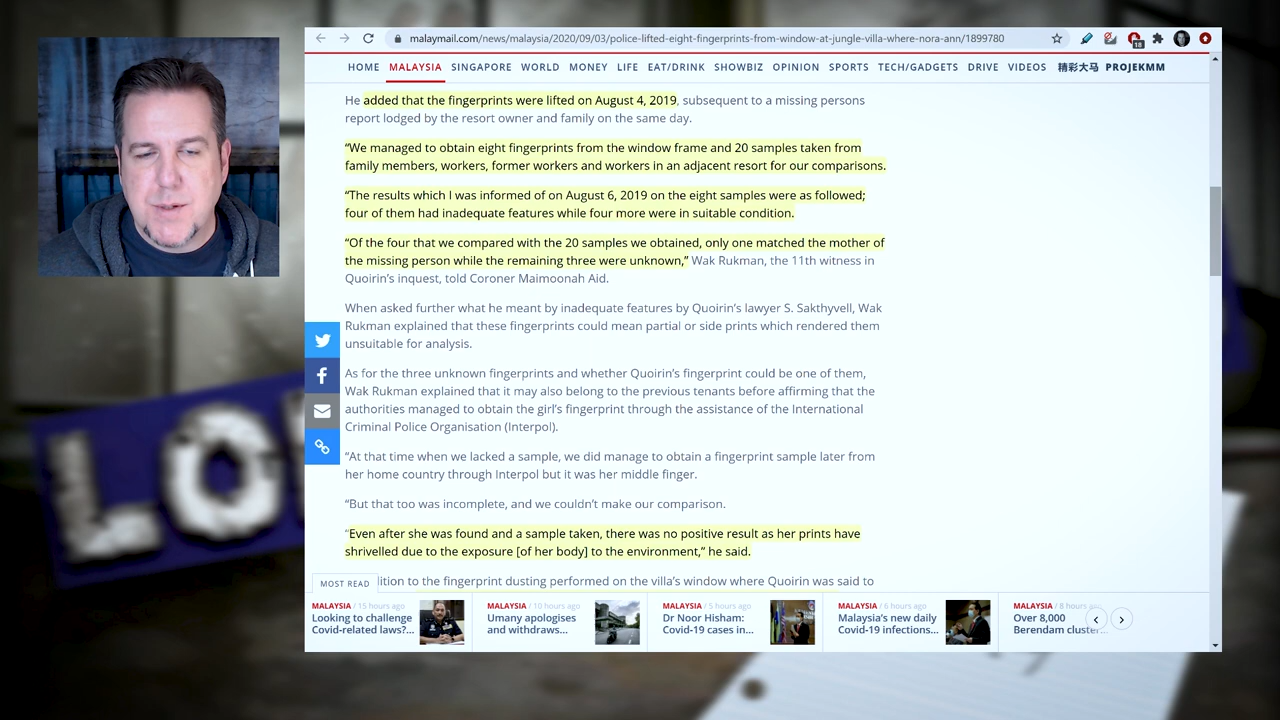 malaymail.com/news/malaysia/2020/09/03/police-lifted-eight-fingerprints-from-window-at-jungle-villa-where-nora-ann/1899780
18
HOME MALAYSIA SINGAPORE WORLD MONEY LIFE EAT/DRINK SHOWBIZ OPINION SPORTS TECH/GADGETS DRIVE VIDEOS 精彩大马 PROJEKMM
He added that the fingerprints were lifted on August 4, 2019, subsequent to a missing persons
report lodged by the resort owner and family on the same day.
“We managed to obtain eight fingerprints from the window frame and 20 samples taken from
family members, workers, former workers and workers in an adjacent resort for our comparisons.
“The results which I was informed of on August 6, 2019 on the eight samples were as followed;
four of them had inadequate features while four more were in suitable condition.
“Of the four that we compared with the 20 samples we obtained, only one matched the mother of
the missing person while the remaining three were unknown,” Wak Rukman, the 11th witness in
Quoirin’s inquest, told Coroner Maimoonah Aid.
When asked further what he meant by inadequate features by Quoirin’s lawyer S. Sakthyvell, Wak
Rukman explained that these fingerprints could mean partial or side prints which rendered them
unsuitable for analysis.
As for the three unknown fingerprints and whether Quoirin’s fingerprint could be one of them,
Wak Rukman explained that it may also belong to the previous tenants before affirming that the
authorities managed to obtain the girl’s fingerprint through the assistance of the International
Criminal Police Organisation (Interpol).
“At that time when we lacked a sample, we did manage to obtain a fingerprint sample later from
her home country through Interpol but it was her middle finger.
“But that too was incomplete, and we couldn’t make our comparison.
“Even after she was found and a sample taken, there was no positive result as her prints have
shrivelled due to the exposure [of her body] to the environment,” he said.
ition to the fingerprint dusting performed on the villa’s window where Quoirin was said to
MOST READ
MALAYSIA / 15 hours ago
Looking to challenge
Covid-related laws?...
MALAYSIA / 10 hours ago
Umany apologises
and withdraws...
MALAYSIA / 5 hours ago
Dr Noor Hisham:
Covid-19 cases in...
MALAYSIA / 6 hours ago
Malaysia’s new daily
Covid-19 infections...
MALAYSIA / 8 hours ago
Over 8,000
Berendam cluster...
LO